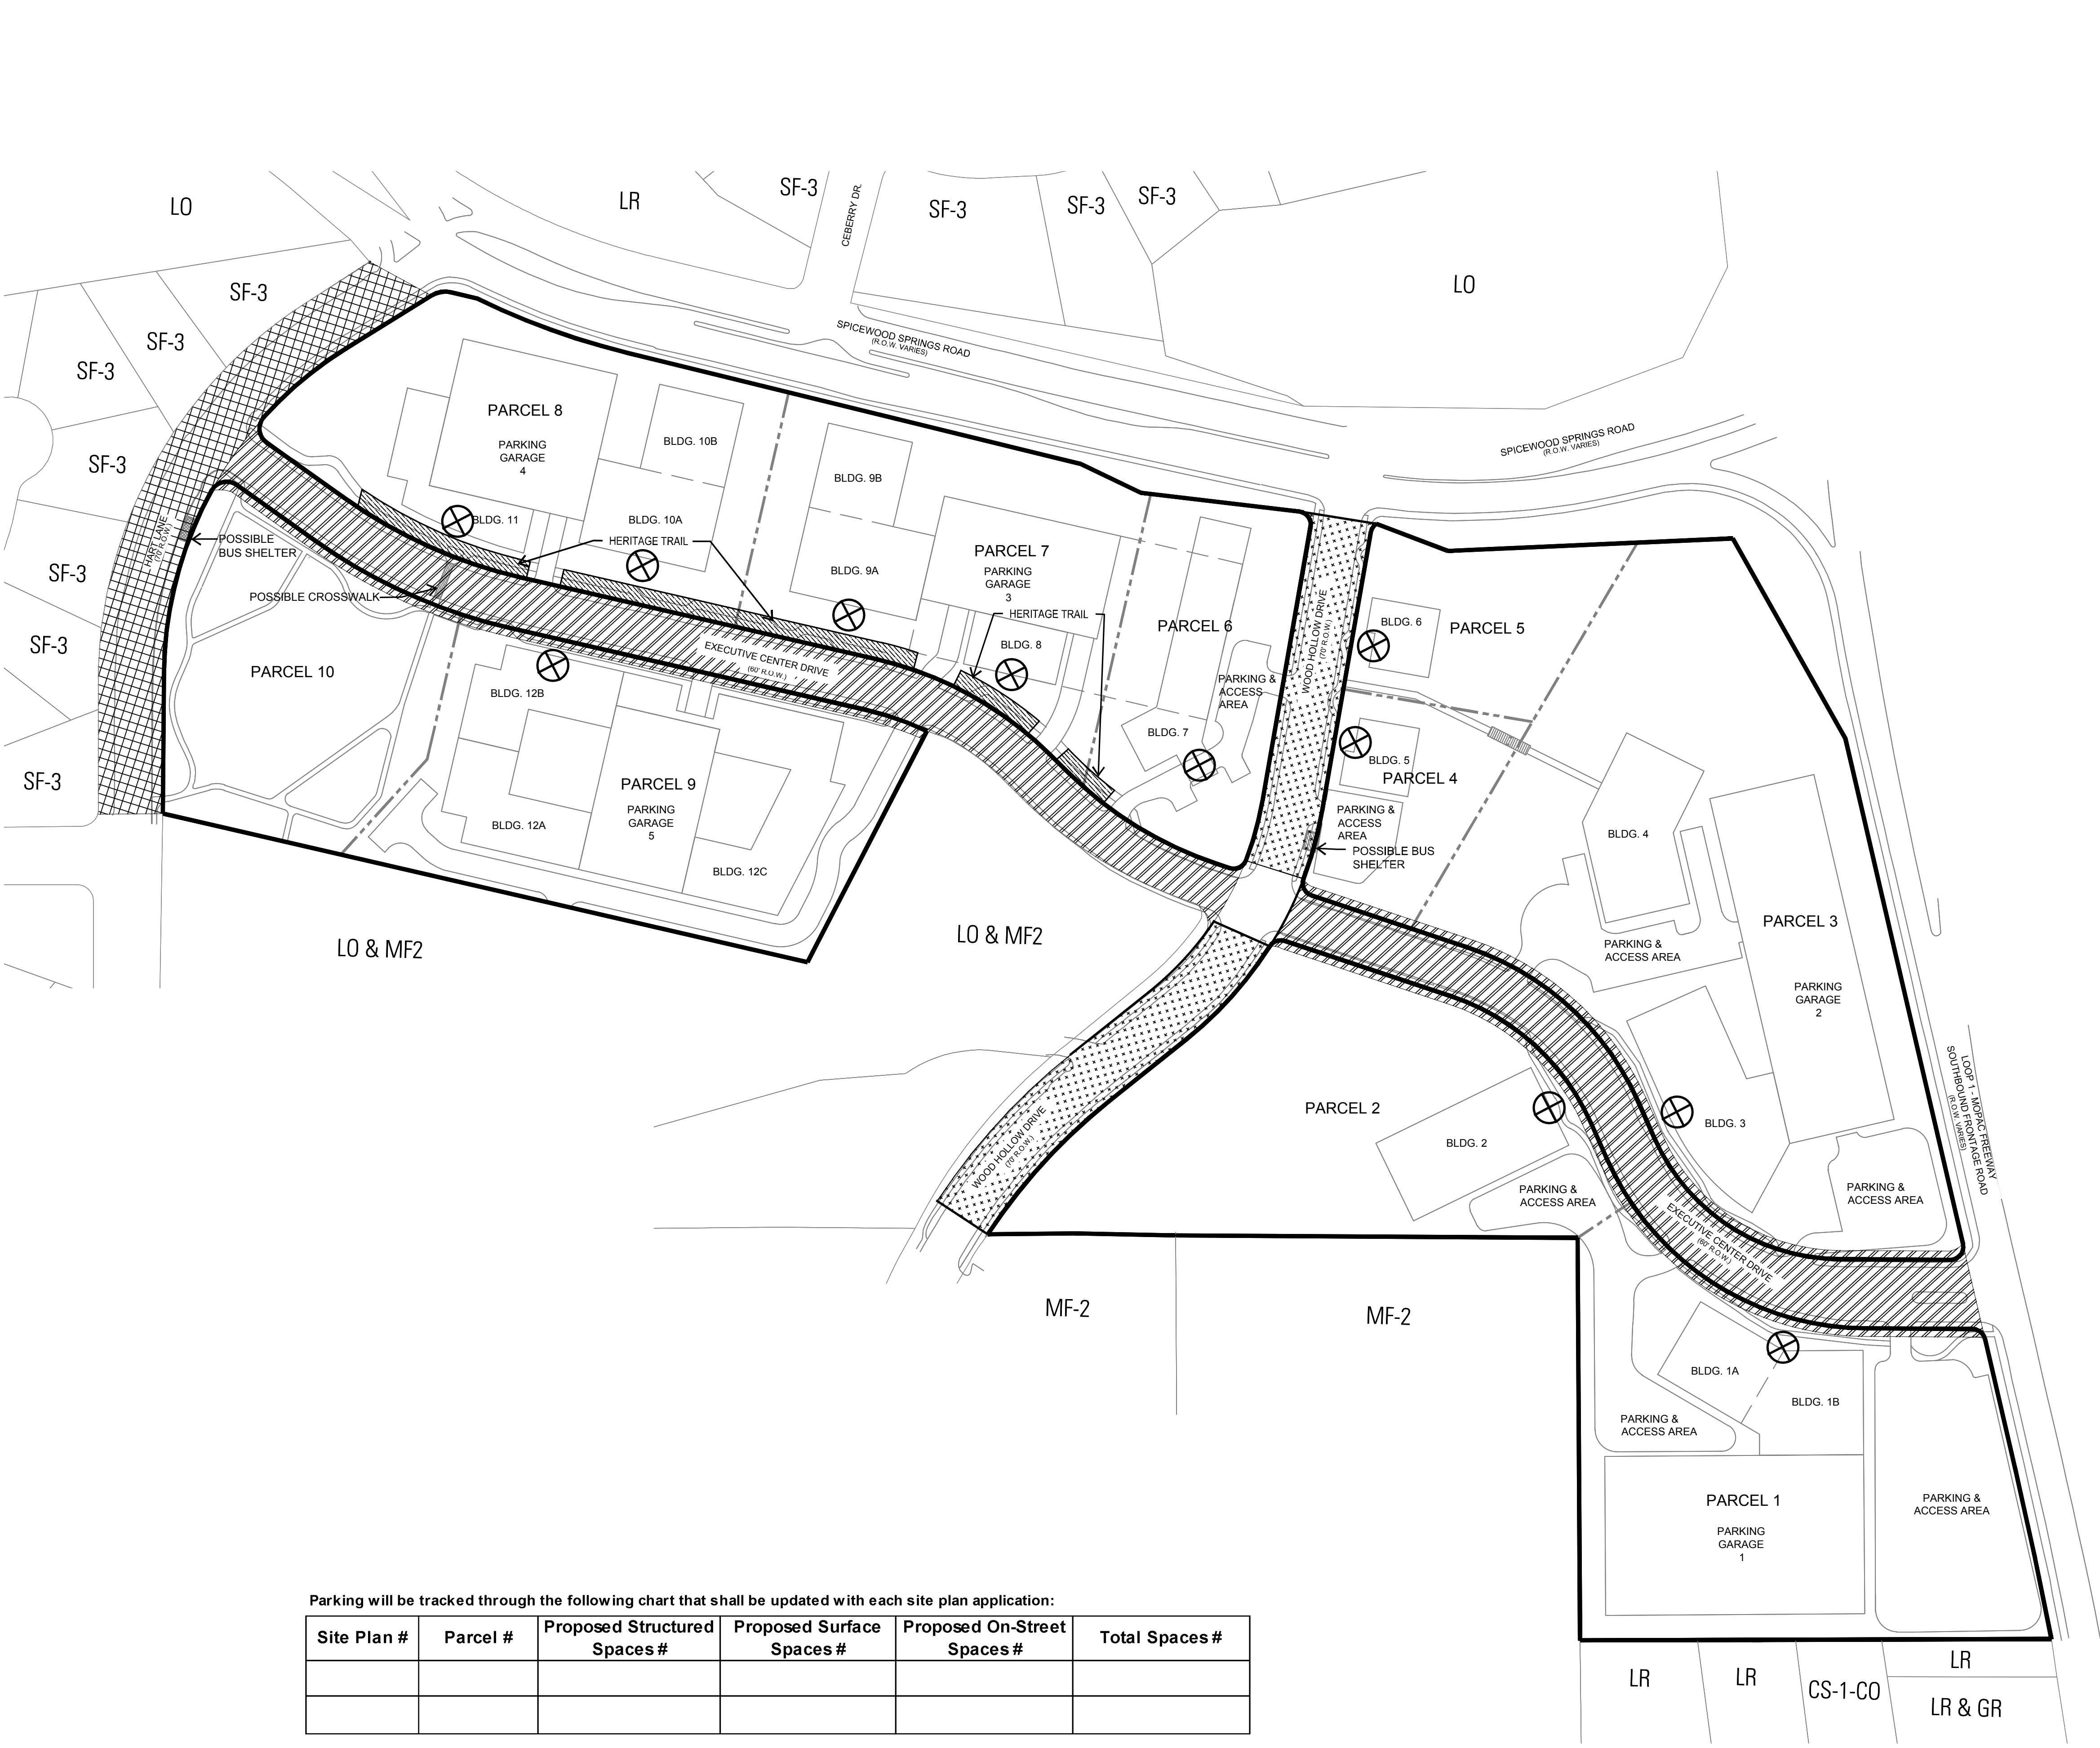 LO
LR
SF-3
CEBERRY DR.
SF-3
SF-3
SF-3
LO
SF-3
SF-3
SF-3
SF-3
SF-3
SF-3
SF-3
SPICEWOOD SPRINGS ROAD
(R.O.W. VARIES)
SPICEWOOD SPRINGS ROAD
(R.O.W. VARIES)
HART LANE
(70' R.O.W.)
POSSIBLE
BUS SHELTER
POSSIBLE CROSSWALK
PARCEL 8
PARKING
GARAGE
4
BLDG. 10B
BLDG. 11
BLDG. 10A
HERITAGE TRAIL
BLDG. 9B
BLDG. 9A
PARCEL 7
PARKING
GARAGE
3
HERITAGE TRAIL
BLDG. 8
PARCEL 6
PARKING &
ACCESS
AREA
BLDG. 7
WOOD HOLLOW DRIVE
(70' R.O.W.)
BLDG. 6
PARCEL 5
BLDG. 5
PARCEL 4
PARKING &
ACCESS
AREA
POSSIBLE BUS
SHELTER
PARCEL 10
EXECUTIVE CENTER DRIVE
(60' R.O.W.)
BLDG. 12B
PARCEL 9
PARKING
GARAGE
5
BLDG. 12A
BLDG. 12C
LO & MF2
LO & MF2
BLDG. 4
PARCEL 3
PARKING &
ACCESS AREA
PARKING
GARAGE
2
BLDG. 3
PARKING &
ACCESS AREA
LOOP 1 - MOPAC FREEWAY
SOUTHBOUND FRONTAGE ROAD
(R.O.W. VARIES)
WOOD HOLLOW DRIVE
(70' R.O.W.)
PARCEL 2
BLDG. 2
PARKING &
ACCESS AREA
EXECUTIVE CENTER DRIVE
(60' R.O.W.)
MF-2
MF-2
BLDG. 1A
BLDG. 1B
PARKING &
ACCESS AREA
PARCEL 1
PARKING
GARAGE
1
PARKING &
ACCESS AREA
LR
LR
CS-1-CO
LR
LR & GR
Parking will be tracked through the following chart that shall be updated with each site plan application:
Site Plan # Parcel # Proposed Structured Spaces # Proposed Surface Spaces # Proposed On-Street Spaces # Total Spaces #